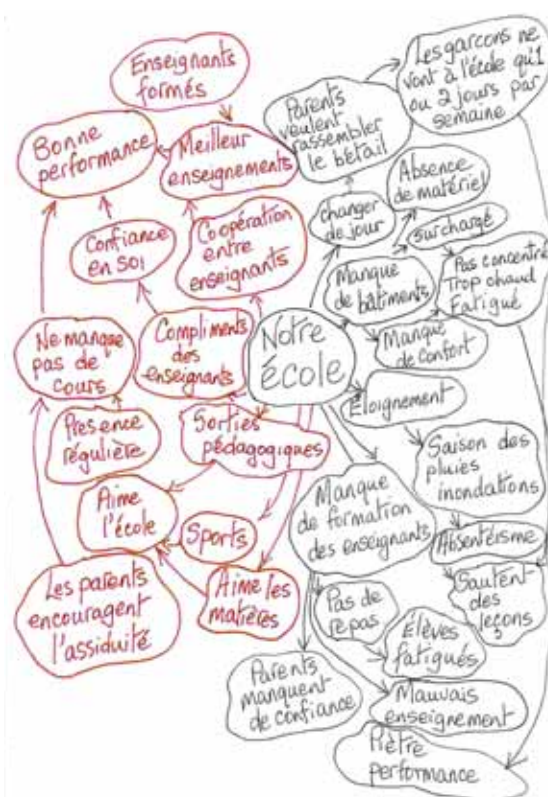 Enseignants
formés
Bonne
performance
Meilleur
enseignements
Confiance
en soi
Coopération
entre
enseignants
Ne manque
pas de
cours
Compliments
des
enseignants
Présence
régulière
Sorties
pédagogiques
Aime
l'école
Sports
Les parents
encouragent
l'assiduité
Aime les
matières
Notre
école
Parents
veulent
rassembler
le bétail
Les garcons ne
vont à l'école qu'1
ou 2 jours par
semaine
changer
de jour
Absence
de matériel
surchargé
Manque
de bâtiments
Pas concentré
Trop chaud
Fatigué
Manque
de confort
Éloignement
Saison des
pluies
inondations
Manque
de formation
des enseignants
Absentéisme
Sautent
des
leçons
Pas de
repas
Élèves
fatigués
Parents
manquent
de confiance
Mauvais
enseignement
Piètre
performance